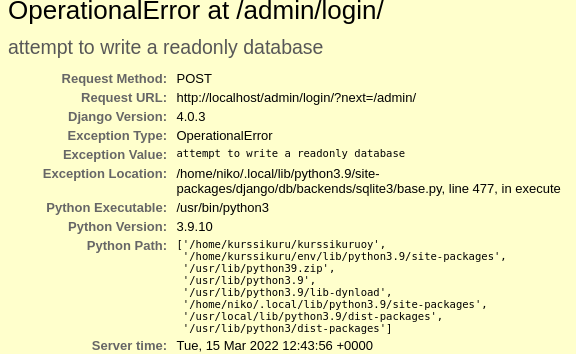 OperationalError at /admin/login/
attempt to write a readonly database
Request Method: POST
Request URL: http://localhost/admin/login/?next=/admin/
Django Version: 4.0.3
Exception Type: OperationalError
Exception Value: attempt to write a readonly database
Exception Location: /home/niko/.local/lib/python3.9/site-
packages/django/db/backends/sqlite3/base.py, line 477, in execute
Python Executable: /usr/bin/python3
Python Version: 3.9.10
Python Path: ['/home/kurssikuru/kurssikuruoy',
'/home/kurssikuru/env/lib/python3.9/site-packages',
'/usr/lib/python39.zip',
'/usr/lib/python3.9',
'/usr/lib/python3.9/lib-dynload',
'/home/niko/.local/lib/python3.9/site-packages',
'/usr/local/lib/python3.9/dist-packages',
'/usr/lib/python3/dist-packages']
Server time: Tue, 15 Mar 2022 12:43:56 +0000